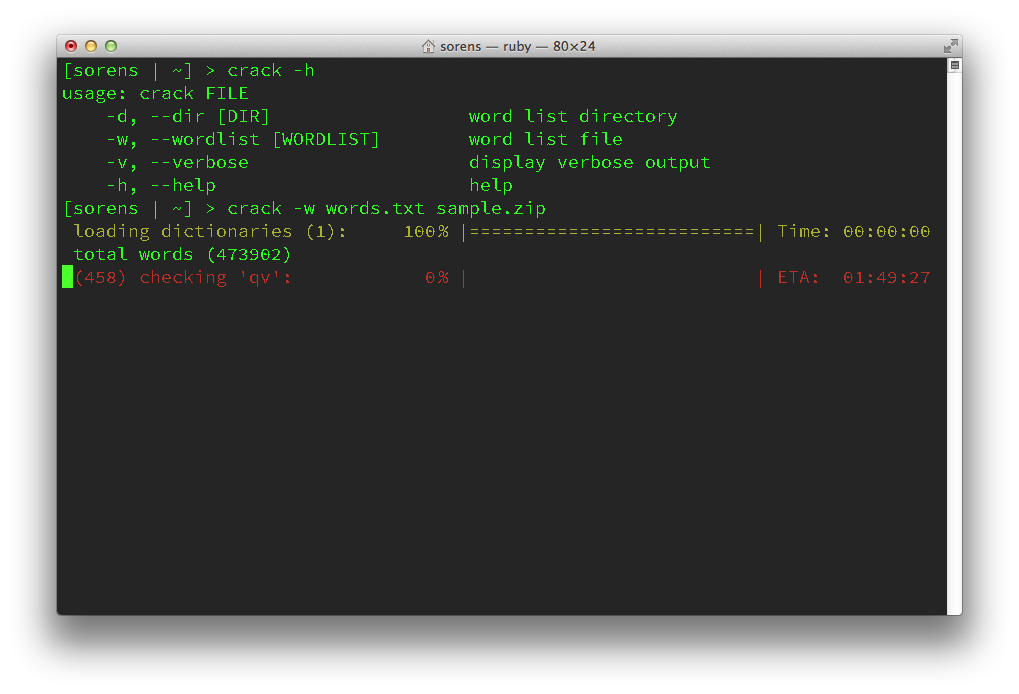 sorens — ruby — 80×24
[sorens | ~] > crack -h
usage: crack FILE
    -d, --dir [DIR]                  word list directory
    -w, --wordlist [WORDLIST]        word list file
    -v, --verbose                    display verbose output
    -h, --help                       help
[sorens | ~] > crack -w words.txt sample.zip
 loading dictionaries (1):     100% |==========================| Time: 00:00:00
 total words (473902)
 (458) checking 'qv':            0% |                          | ETA:  01:49:27